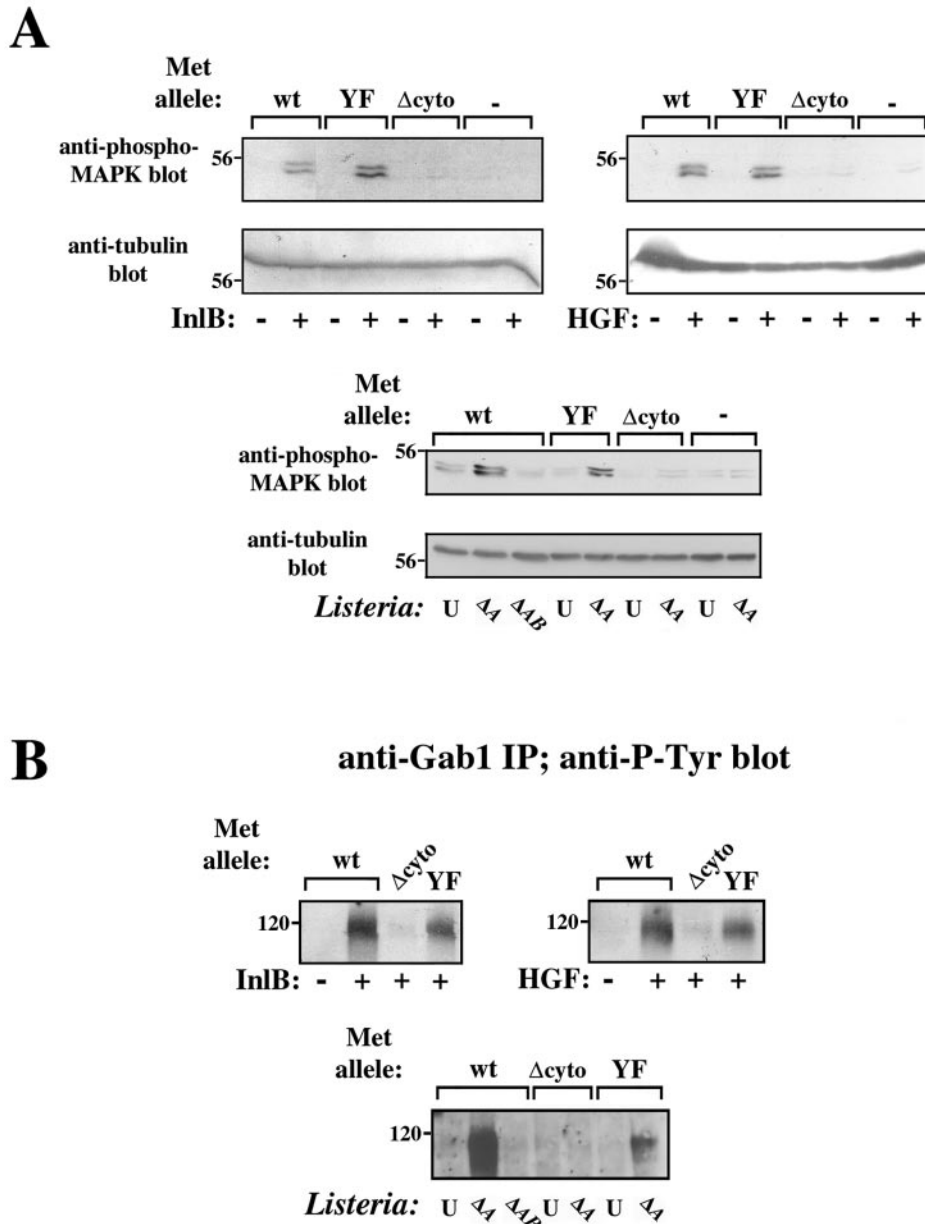 A
Met
allele:
wt YF Δcyto -
anti-phospho-
MAPK blot
56
anti-tubulin
blot
56
InlB: - + - + - + - +
wt YF Δcyto -
56
56
HGF: - + - + - + - +
Met
allele:
wt YF Δcyto -
anti-phospho-
MAPK blot
56
anti-tubulin
blot
56
Listeria: U ΔA ΔAB U ΔA U ΔA U ΔA
B
anti-Gab1 IP; anti-P-Tyr blot
Met
allele:
wt Δcyto YF
120
InlB: - + + +
wt Δcyto YF
120
HGF: - + + +
Met
allele:
wt Δcyto YF
120
Listeria: U ΔA ΔAB U ΔA U ΔA